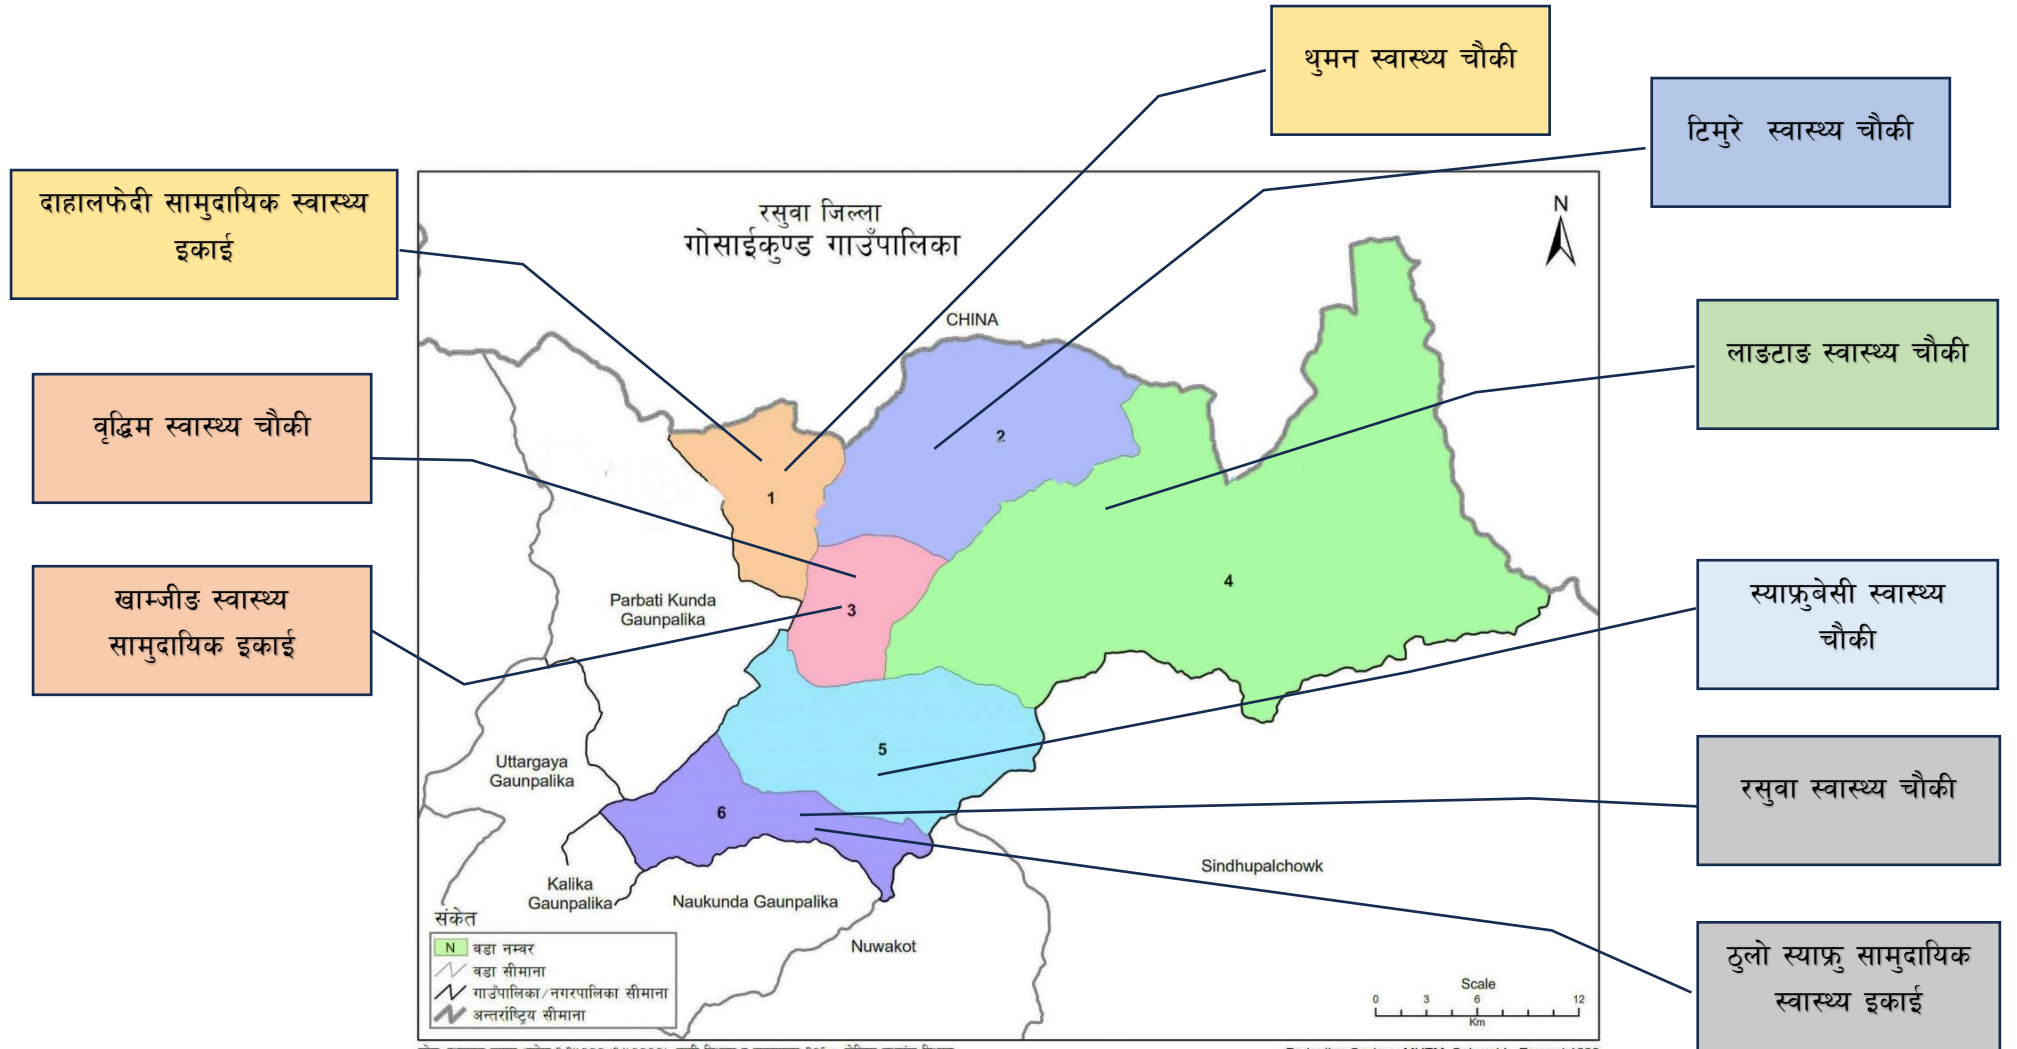 थुमन स्वास्थ्य चौकी
टिमुरे स्वास्थ्य चौकी
दाहालफेदी सामुदायिक स्वास्थ्य
इकाई
रसुवा जिल्ला
गोसाईकुण्ड गाउँपालिका
N
CHINA
लाङटाङ स्वास्थ्य चौकी
वृद्धिम स्वास्थ्य चौकी
2
1
खाम्जीङ स्वास्थ्य
सामुदायिक इकाई
Parbati Kunda
Gaunpalika
3
4
स्याफ्रुबेसी स्वास्थ्य
चौकी
5
Uttargaya
Gaunpalika
6
रसुवा स्वास्थ्य चौकी
Sindhupalchowk
Kalika
Gaunpalika
Naukunda Gaunpalika
Nuwakot
ठुलो स्याफ्रु सामुदायिक
स्वास्थ्य इकाई
संकेत
N वडा नम्वर
वडा सीमाना
गाउँपालिका/नगरपालिका सीमाना
अन्तर्राष्ट्रिय सीमाना
Scale
0 3 6 12
Km